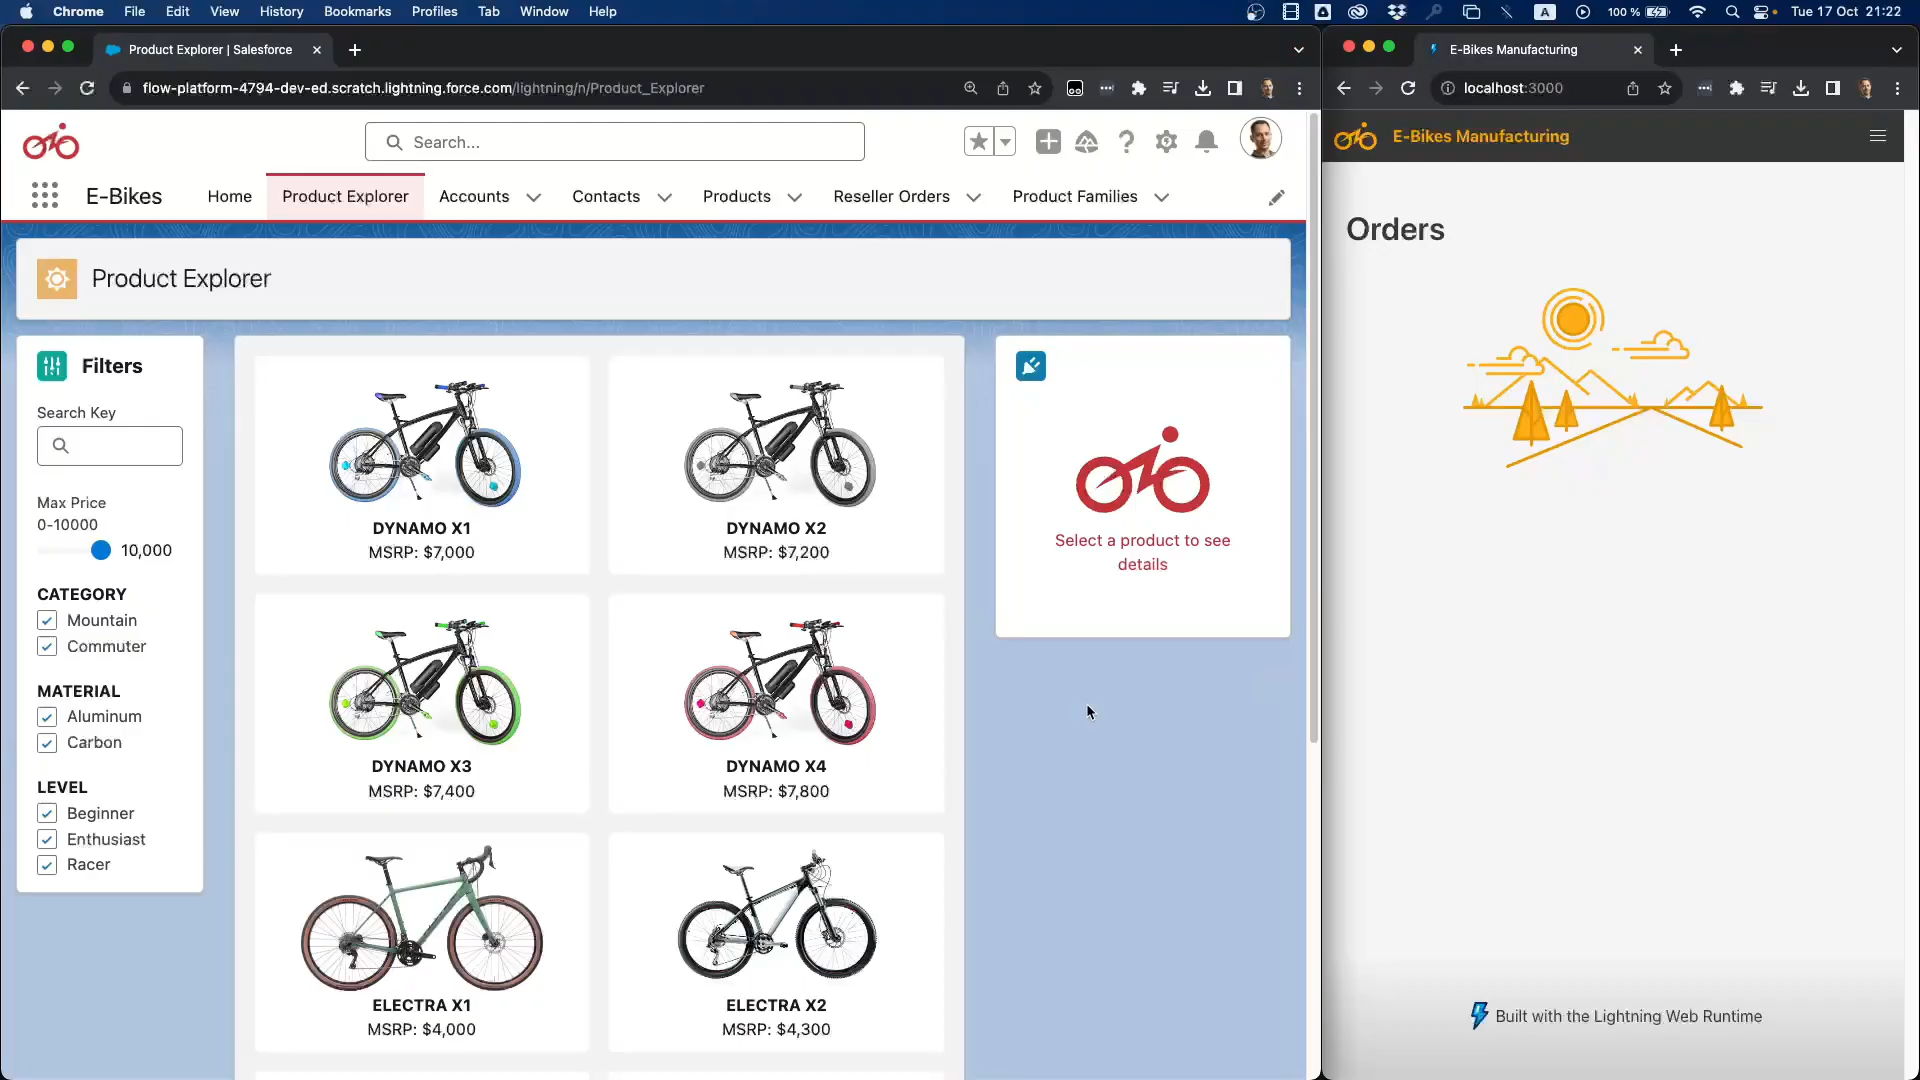 Chrome File Edit View History Bookmarks Profiles Tab Window Help
A 100 % Tue 17 Oct 21:22
Product Explorer | Salesforce
flow-platform-4794-dev-ed.scratch.lightning.force.com/lightning/n/Product_Explorer
Search...
E-Bikes Home Product Explorer Accounts Contacts Products Reseller Orders Product Families
Product Explorer
Filters
Search Key
Max Price
0-10000
10,000
CATEGORY
Mountain
Commuter
MATERIAL
Aluminum
Carbon
LEVEL
Beginner
Enthusiast
Racer
DYNAMO X1
MSRP: $7,000
DYNAMO X2
MSRP: $7,200
DYNAMO X3
MSRP: $7,400
DYNAMO X4
MSRP: $7,800
ELECTRA X1
MSRP: $4,000
ELECTRA X2
MSRP: $4,300
Select a product to see
details
E-Bikes Manufacturing
localhost:3000
E-Bikes Manufacturing
Orders
Built with the Lightning Web Runtime